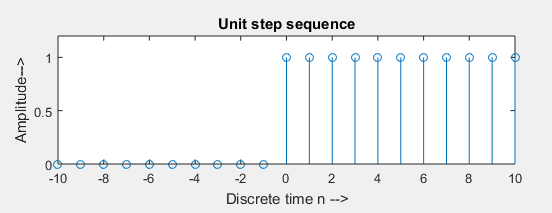 Unit step sequence
Amplitude-->
1
0.5
0
-10 -8 -6 -4 -2 0 2 4 6 8 10
Discrete time n -->